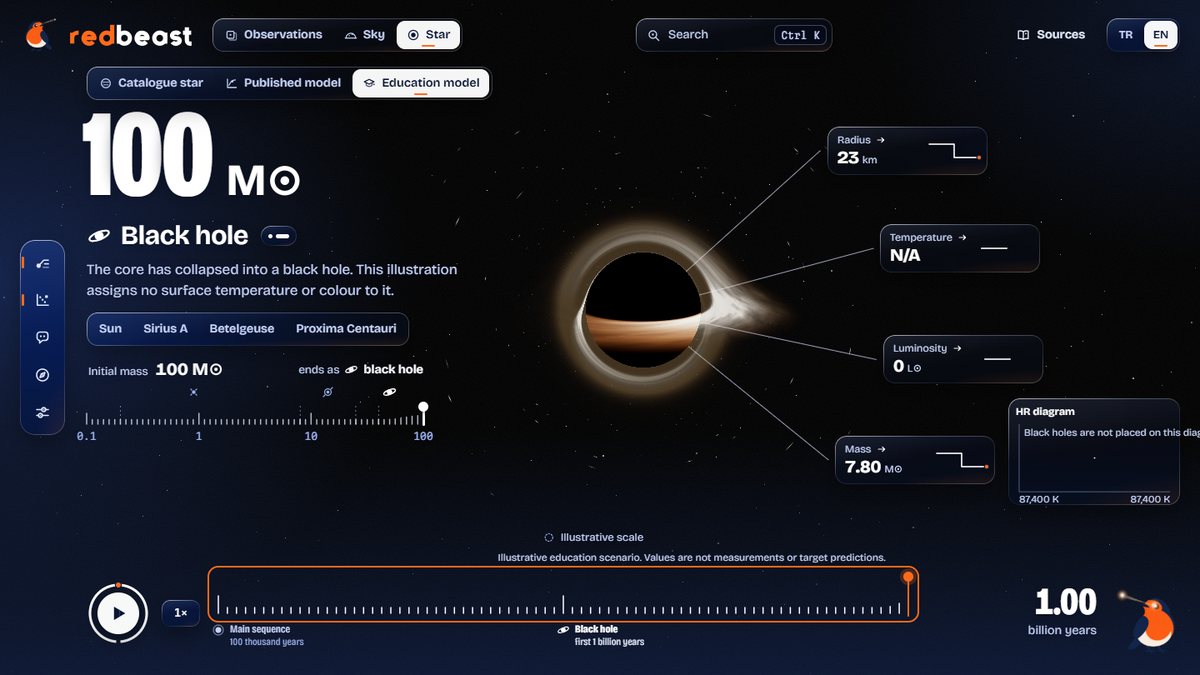 redbeast
Observations
Sky
Star
Search
Ctrl K
Sources
TR
EN
Catalogue star
Published model
Education model
100 M☉
Black hole
The core has collapsed into a black hole. This illustration
assigns no surface temperature or colour to it.
Sun
Sirius A
Betelgeuse
Proxima Centauri
Initial mass 100 M☉
ends as black hole
0.1
1
10
100
Radius →
23 km
Temperature →
N/A
Luminosity →
0 L☉
Mass →
7.80 M☉
HR diagram
Black holes are not placed on this diag
87,400 K
87,400 K
Illustrative scale
Illustrative education scenario. Values are not measurements or target predictions.
1×
Main sequence
100 thousand years
Black hole
First 1 billion years
1.00
billion years